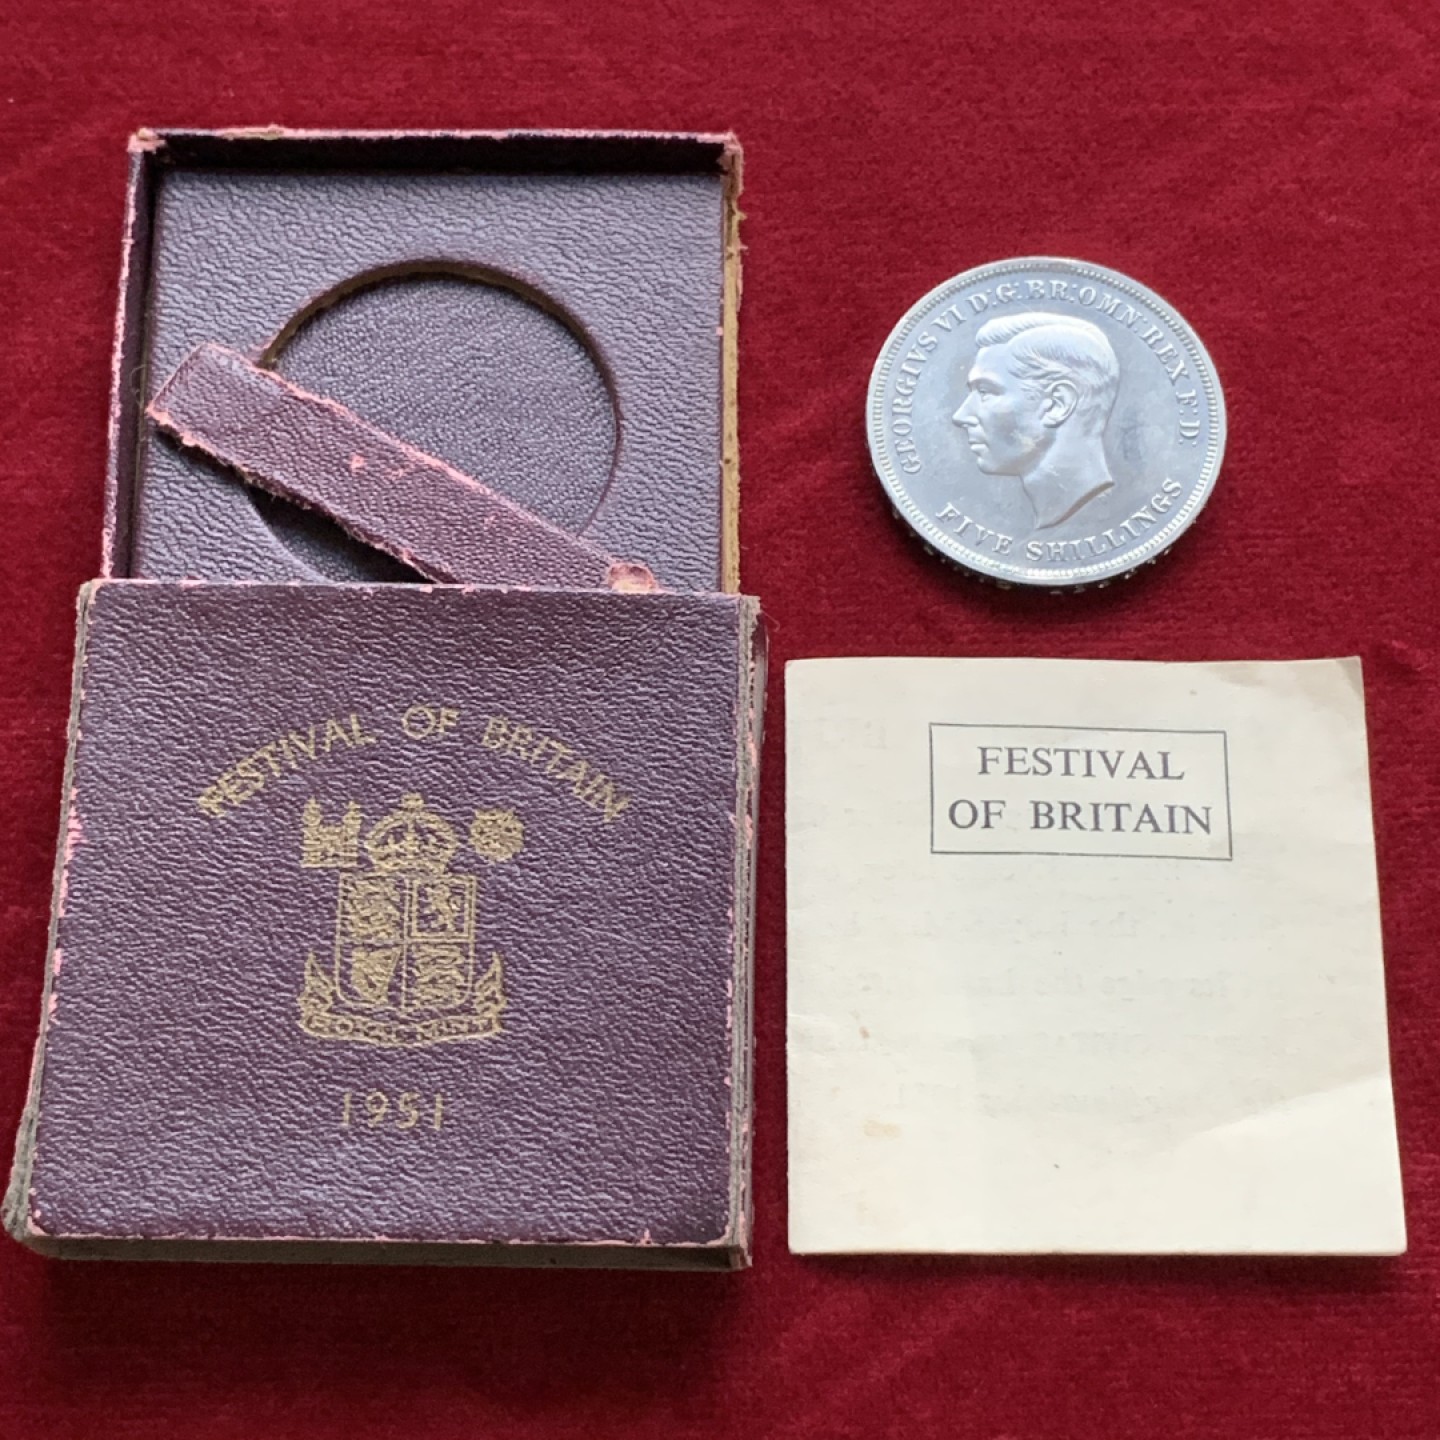 FESTIVAL OF BRITAIN
ROYAL MINT
1951
GEORGIVS VI D:G:BR:OMN:REX F:D.
FIVE SHILLINGS
FESTIVAL
OF BRITAIN